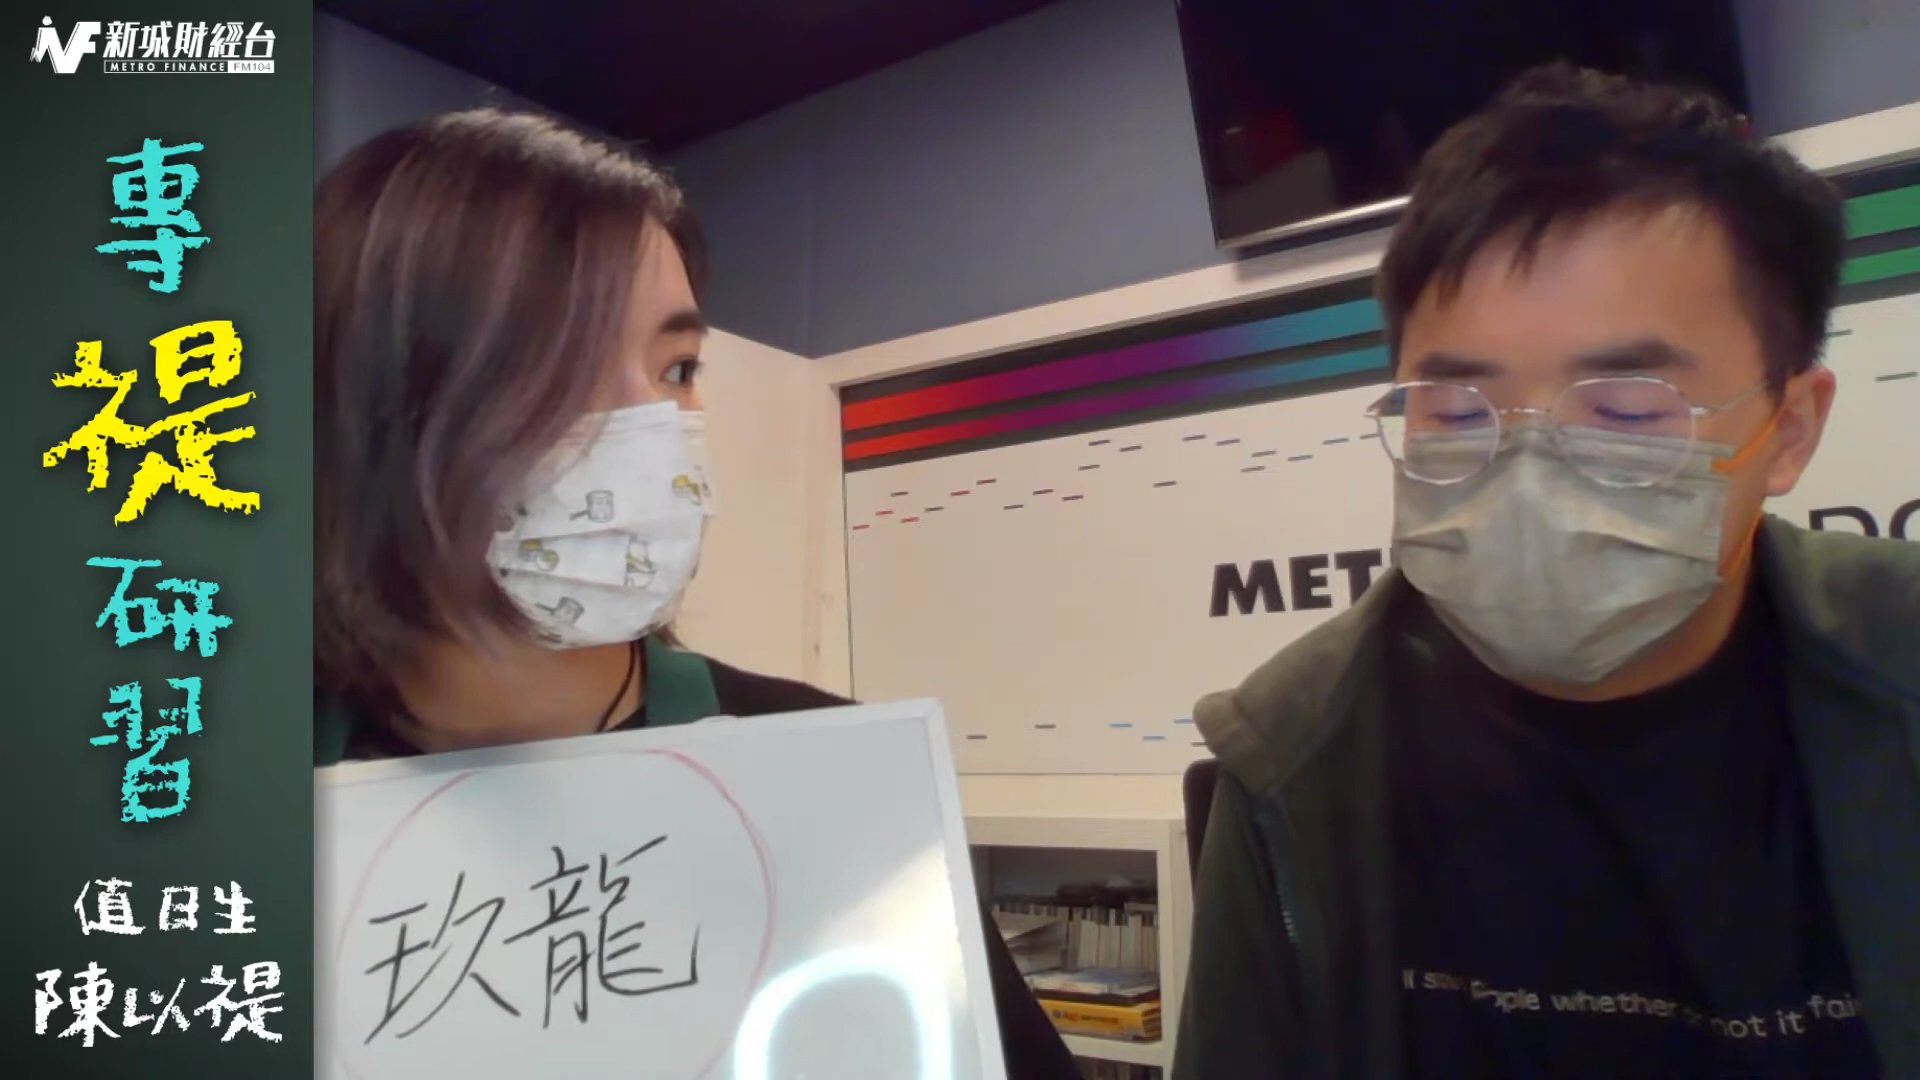 新城財經台
METRO FINANCE FM104
專
禔
研
習
值日生
陳以禔
MET
玖龍
people whether
not it fai